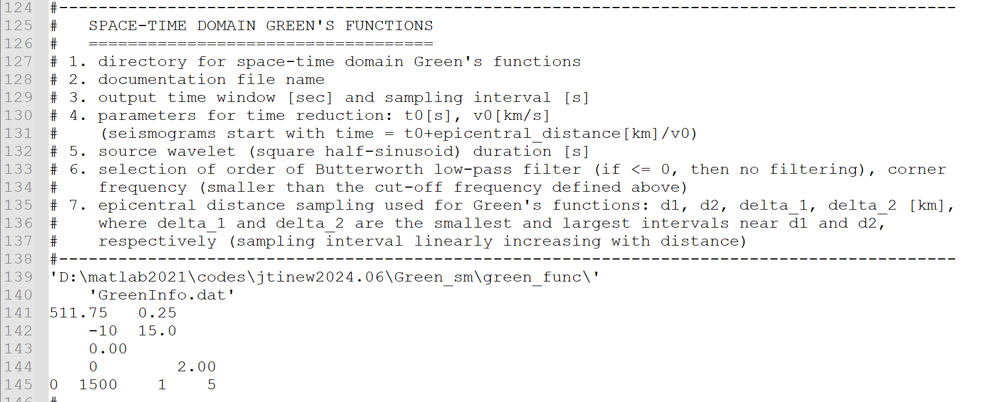 124 #-------------------------------------------------------------------------------------------
125 #   SPACE-TIME DOMAIN GREEN'S FUNCTIONS
126 #   ===================================
127 # 1. directory for space-time domain Green's functions
128 # 2. documentation file name
129 # 3. output time window [sec] and sampling interval [s]
130 # 4. parameters for time reduction: t0[s], v0[km/s]
131 #    (seismograms start with time = t0+epicentral_distance[km]/v0)
132 # 5. source wavelet (square half-sinusoid) duration [s]
133 # 6. selection of order of Butterworth low-pass filter (if <= 0, then no filtering), corner
134 #    frequency (smaller than the cut-off frequency defined above)
135 # 7. epicentral distance sampling used for Green's functions: d1, d2, delta_1, delta_2 [km],
136 #    where delta_1 and delta_2 are the smallest and largest intervals near d1 and d2,
137 #    respectively (sampling interval linearly increasing with distance)
138 #-------------------------------------------------------------------------------------------
139 'D:\matlab2021\codes\jtinew2024.06\Green_sm\green_func\'
140     'GreenInfo.dat'
141 511.75   0.25
142     -10  15.0
143     0.00
144     0        2.00
145 0  1500    1    5
146 #